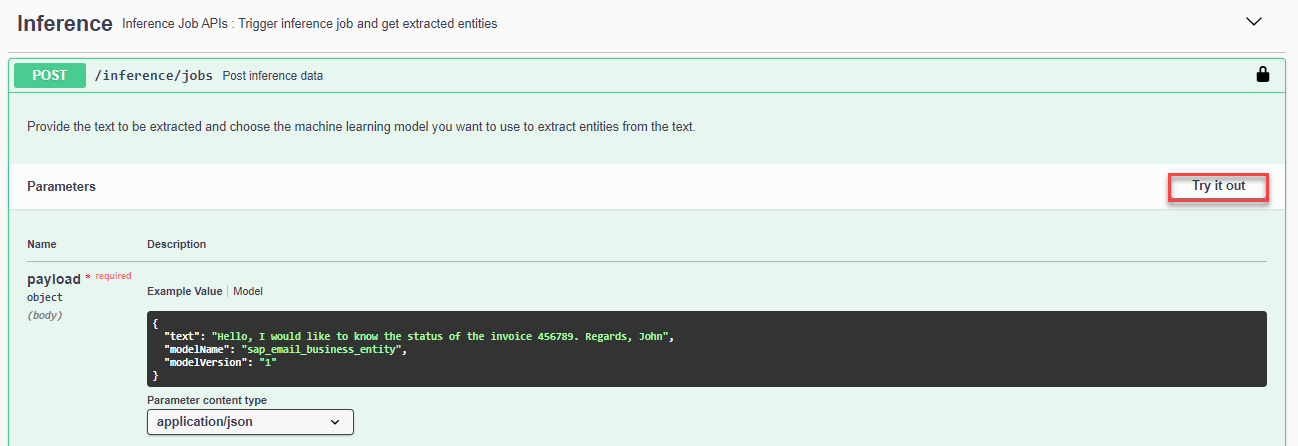 Inference Inference Job APIs : Trigger inference job and get extracted entities
POST /inference/jobs Post inference data
Provide the text to be extracted and choose the machine learning model you want to use to extract entities from the text.
Parameters Try it out
Name Description
payload * required
object
(body)
Example Value | Model
{
"text": "Hello, I would like to know the status of the invoice 456789. Regards, John",
"modelName": "sap_email_business_entity",
"modelVersion": "1"
}
Parameter content type
application/json